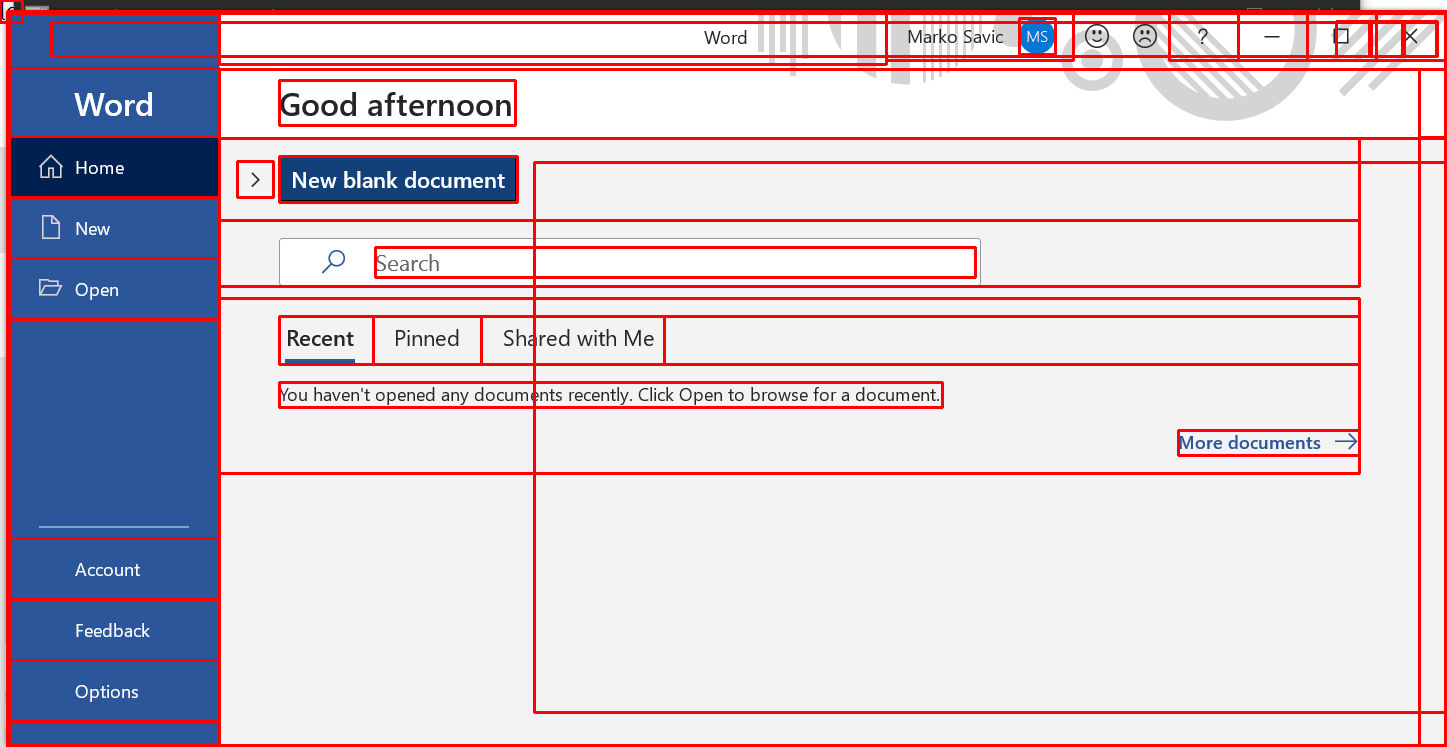 Word
Marko Savic
MS
?
Word
Good afternoon
Home
New blank document
New
Search
Open
Recent
Pinned
Shared with Me
You haven't opened any documents recently. Click Open to browse for a document.
More documents
Account
Feedback
Options